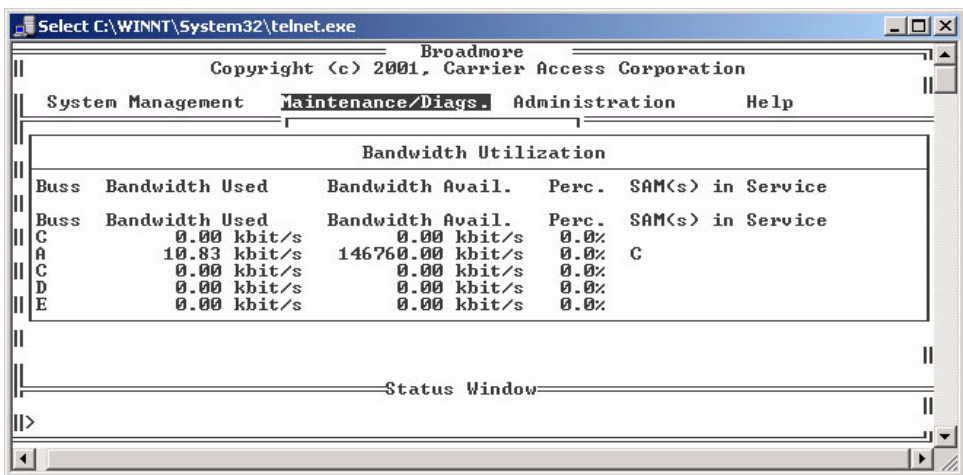 Select C:\WINNT\System32\telnet.exe
Broadmore
Copyright (c) 2001, Carrier Access Corporation
System Management Maintenance/Diags. Administration Help
Bandwidth Utilization
Buss Bandwidth Used Bandwidth Avail. Perc. SAM(s) in Service
Buss Bandwidth Used Bandwidth Avail. Perc. SAM(s) in Service
C 0.00 kbit/s 0.00 kbit/s 0.0%
A 10.83 kbit/s 146760.00 kbit/s 0.0% C
C 0.00 kbit/s 0.00 kbit/s 0.0%
D 0.00 kbit/s 0.00 kbit/s 0.0%
E 0.00 kbit/s 0.00 kbit/s 0.0%
Status Window
>